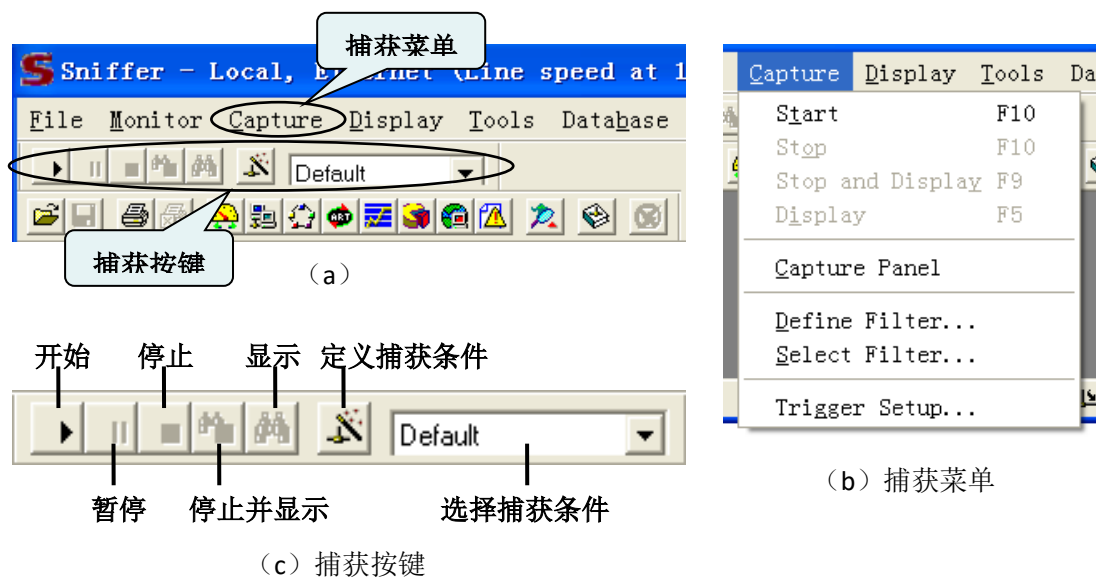 捕获菜单
Sniffer - Local, Ethernet (Line speed at 1
File Monitor Capture Display Tools Database
Default
捕获按键
(a)
Capture Display Tools Da
Start F10
Stop F10
Stop and Display F9
Display F5
Capture Panel
Define Filter...
Select Filter...
Trigger Setup...
(b)捕获菜单
开始 停止 显示 定义捕获条件
Default
暂停 停止并显示 选择捕获条件
(c)捕获按键